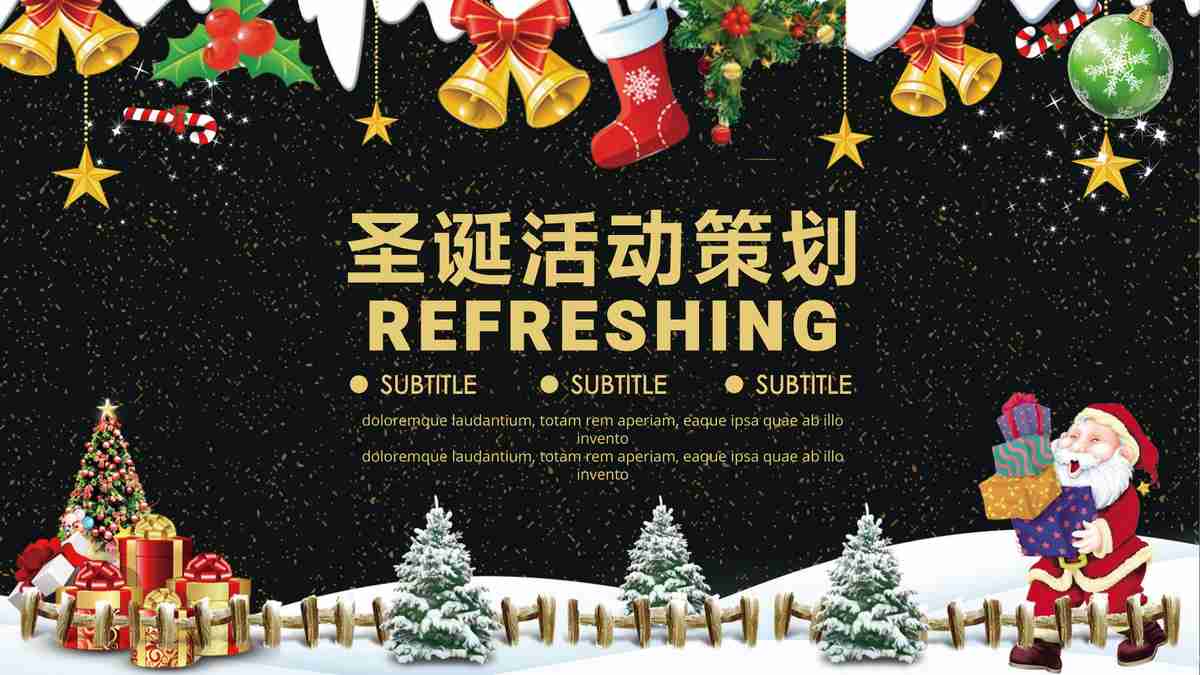 圣诞活动策划
REFRESHING
SUBTITLE SUBTITLE SUBTITLE
doloremque laudantium, totam rem aperiam, eaque ipsa quae ab illo
invento
doloremque laudantium, totam rem aperiam, eaque ipsa quae ab illo
invento